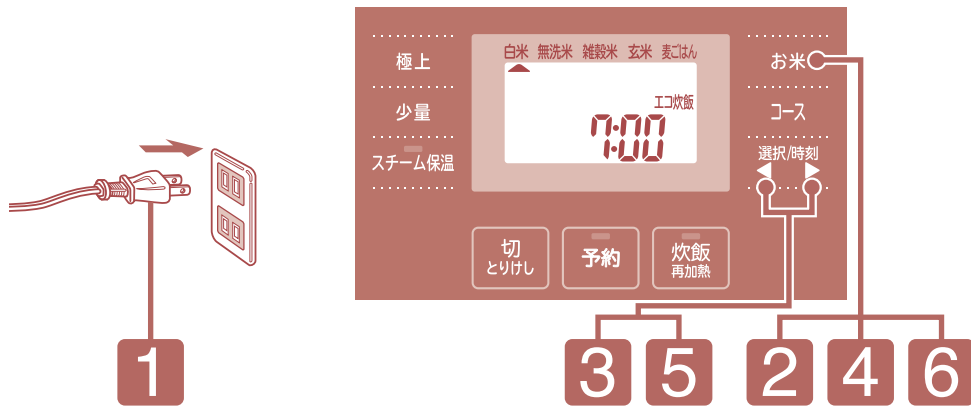 極上
少量
スチーム保温
白米 無洗米 雑穀米 玄米 麦ごはん
エコ炊飯
7:00
お米
コース
選択/時刻
切
とりけし
予約
炊飯
再加熱
1
3 5 2 4 6